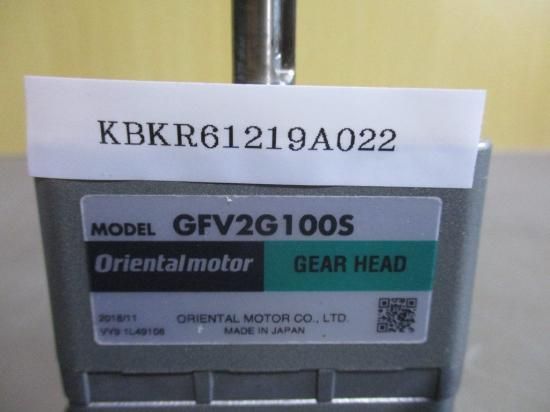 KBKR61219A022
MODEL GFV2G100S
Orientalmotor GEAR HEAD
2018/11 ORIENTAL MOTOR CO., LTD.
MADE IN JAPAN